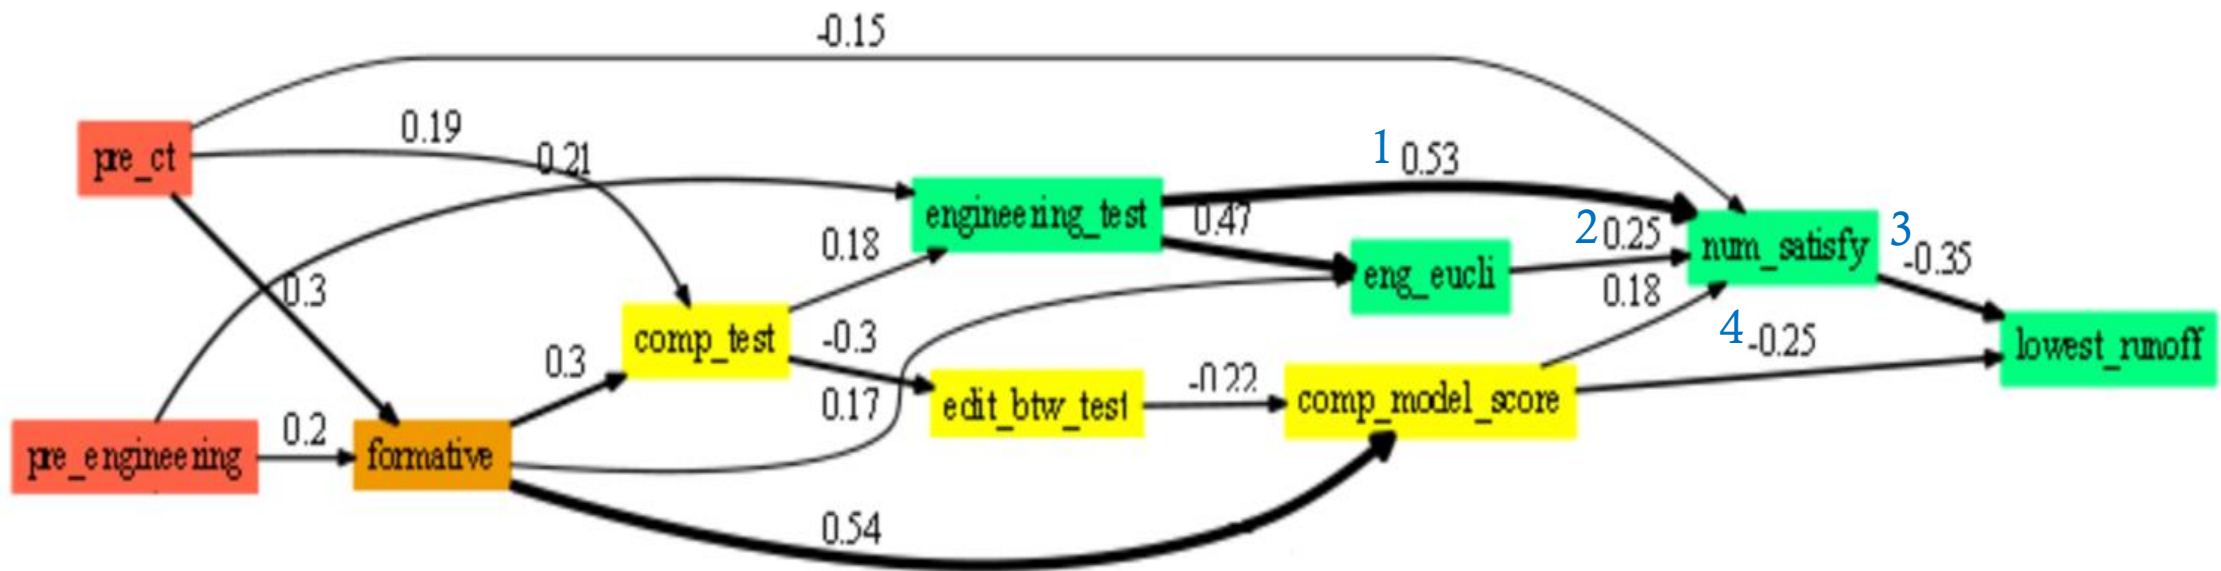 -0.15
pre_ct
0.19
0.21
1 0.53
engineering_test
0.47
2 0.25
num_satisfy
3 -0.35
0.18
eng_eucli
0.18
0.3
comp_test
-0.3
4 -0.25
lowest_runoff
0.3
0.17
edit_btw_test
-0.22
comp_model_score
pre_engineering
0.2
formative
0.54